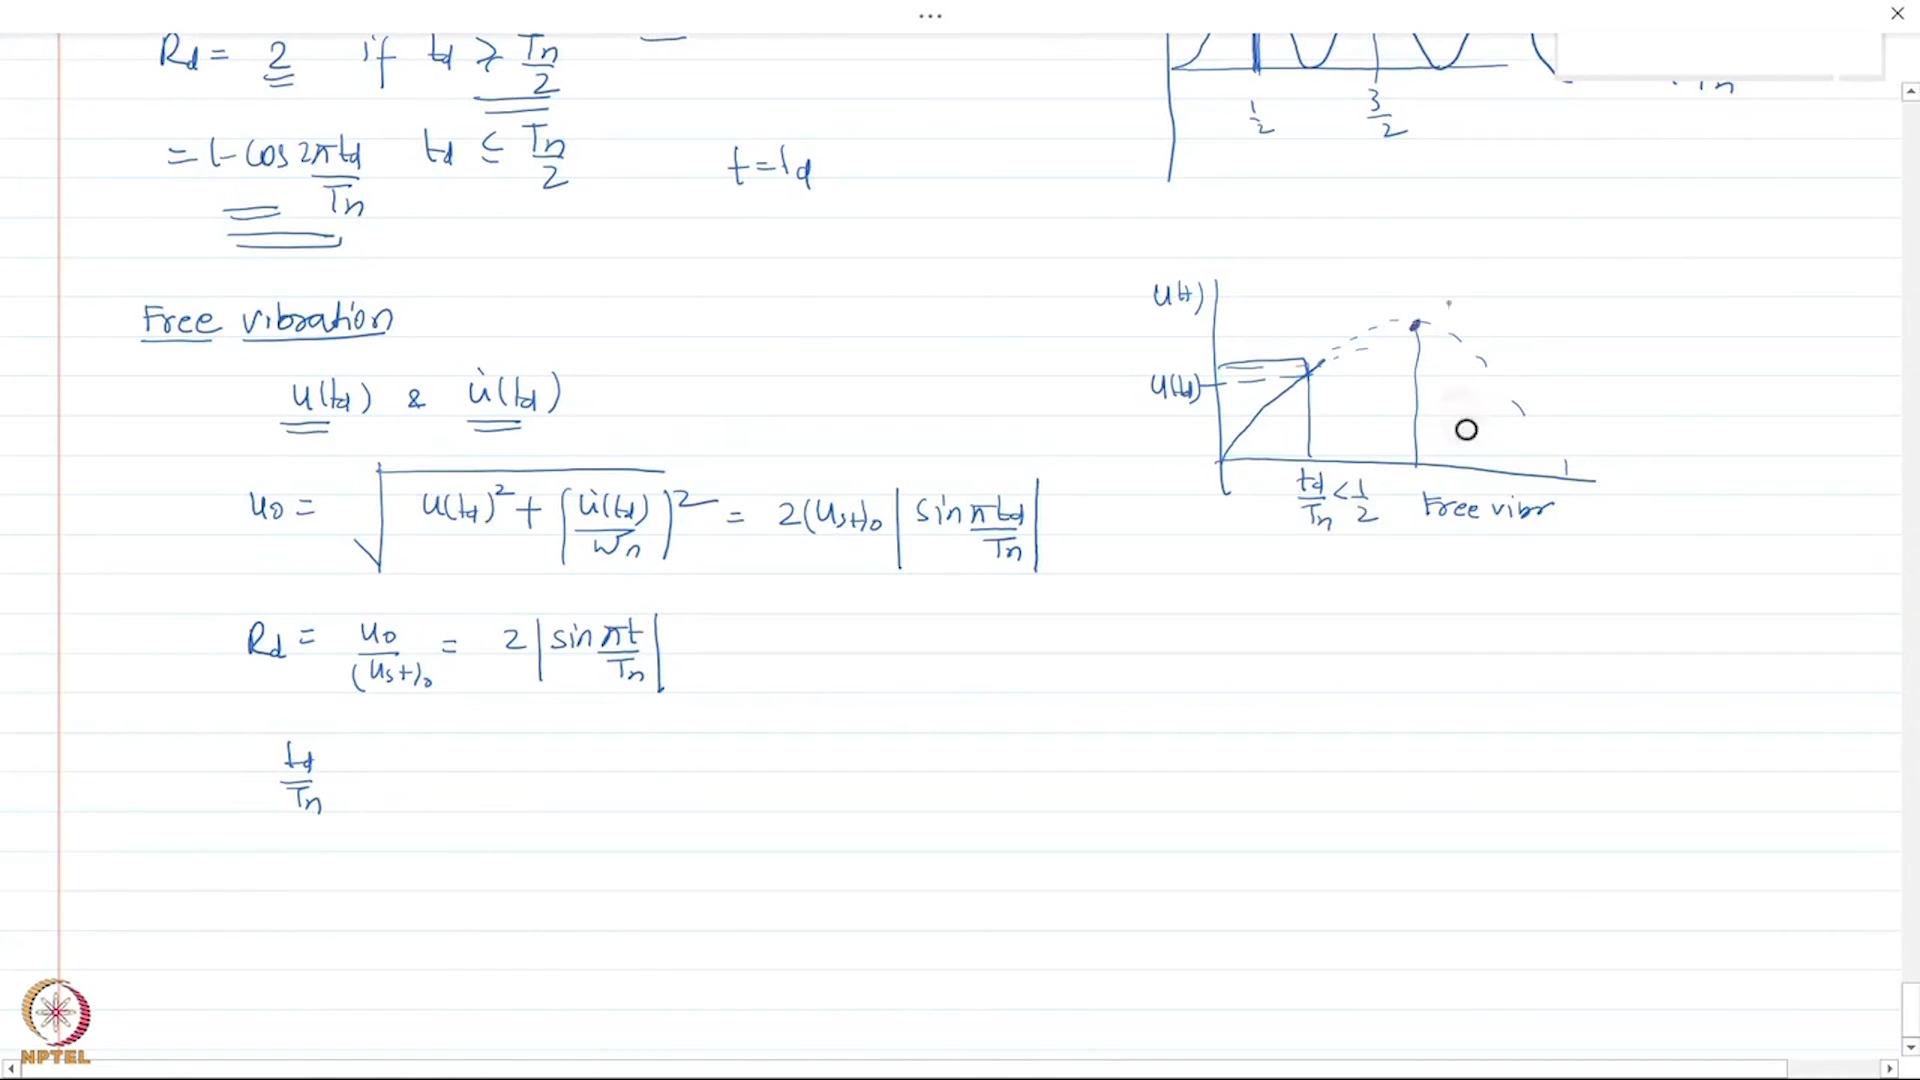 Rd = 2 if td ≥ Tn/2
= 1 - cos 2πtd/Tn td ≤ Tn/2
t = td
1/2 3/2 Tn
Free vibration
u(td) & u̇(td)
u0 = √(u(td)² + (u̇(td)/ωn)²) = 2(ust)0 |sin πtd/Tn|
Rd = u0/(ust)0 = 2 |sin πt/Tn|
td/Tn
u(t)
u(td)
td/Tn < 1/2 Free vibr
NPTEL